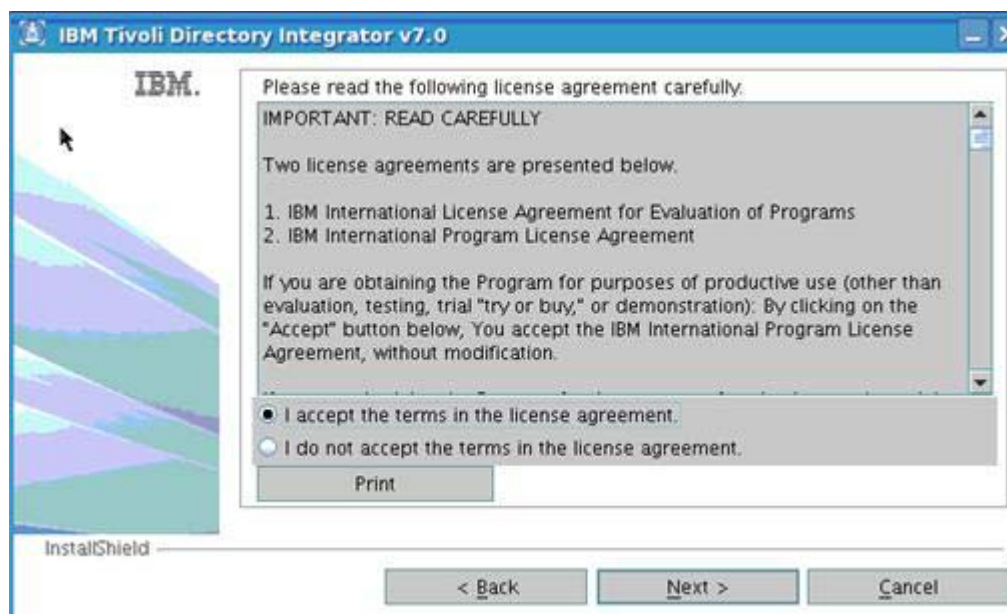 IBM Tivoli Directory Integrator v7.0
IBM.
Please read the following license agreement carefully.
IMPORTANT: READ CAREFULLY
Two license agreements are presented below.
1. IBM International License Agreement for Evaluation of Programs
2. IBM International Program License Agreement
If you are obtaining the Program for purposes of productive use (other than
evaluation, testing, trial "try or buy," or demonstration): By clicking on the
"Accept" button below, You accept the IBM International Program License
Agreement, without modification.
I accept the terms in the license agreement.
I do not accept the terms in the license agreement.
Print
InstallShield
< Back
Next >
Cancel